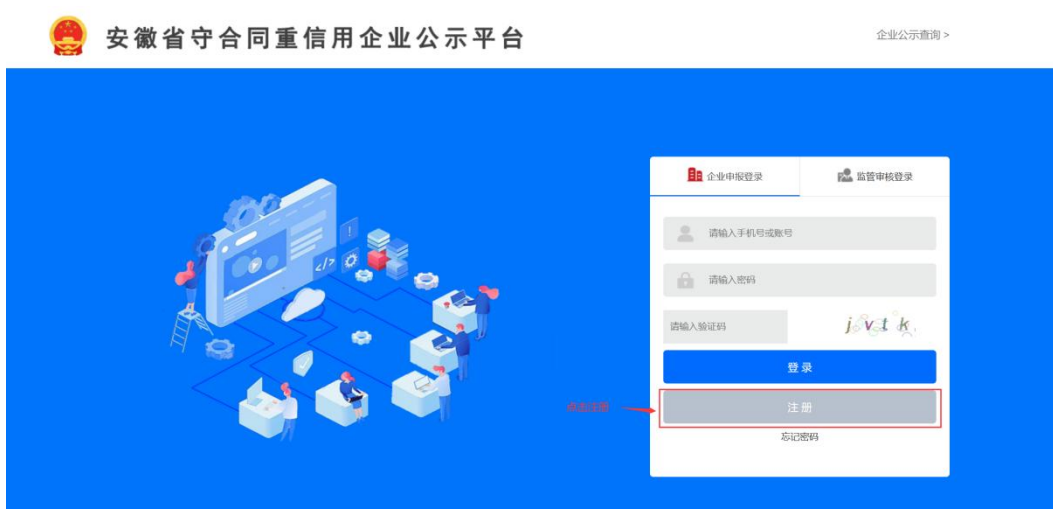 安徽省守合同重信用企业公示平台
企业公示查询 >
企业申报登录
监管审核登录
请输入手机号或账号
请输入密码
请输入验证码
jovtk
登录
点击注册
注册
忘记密码